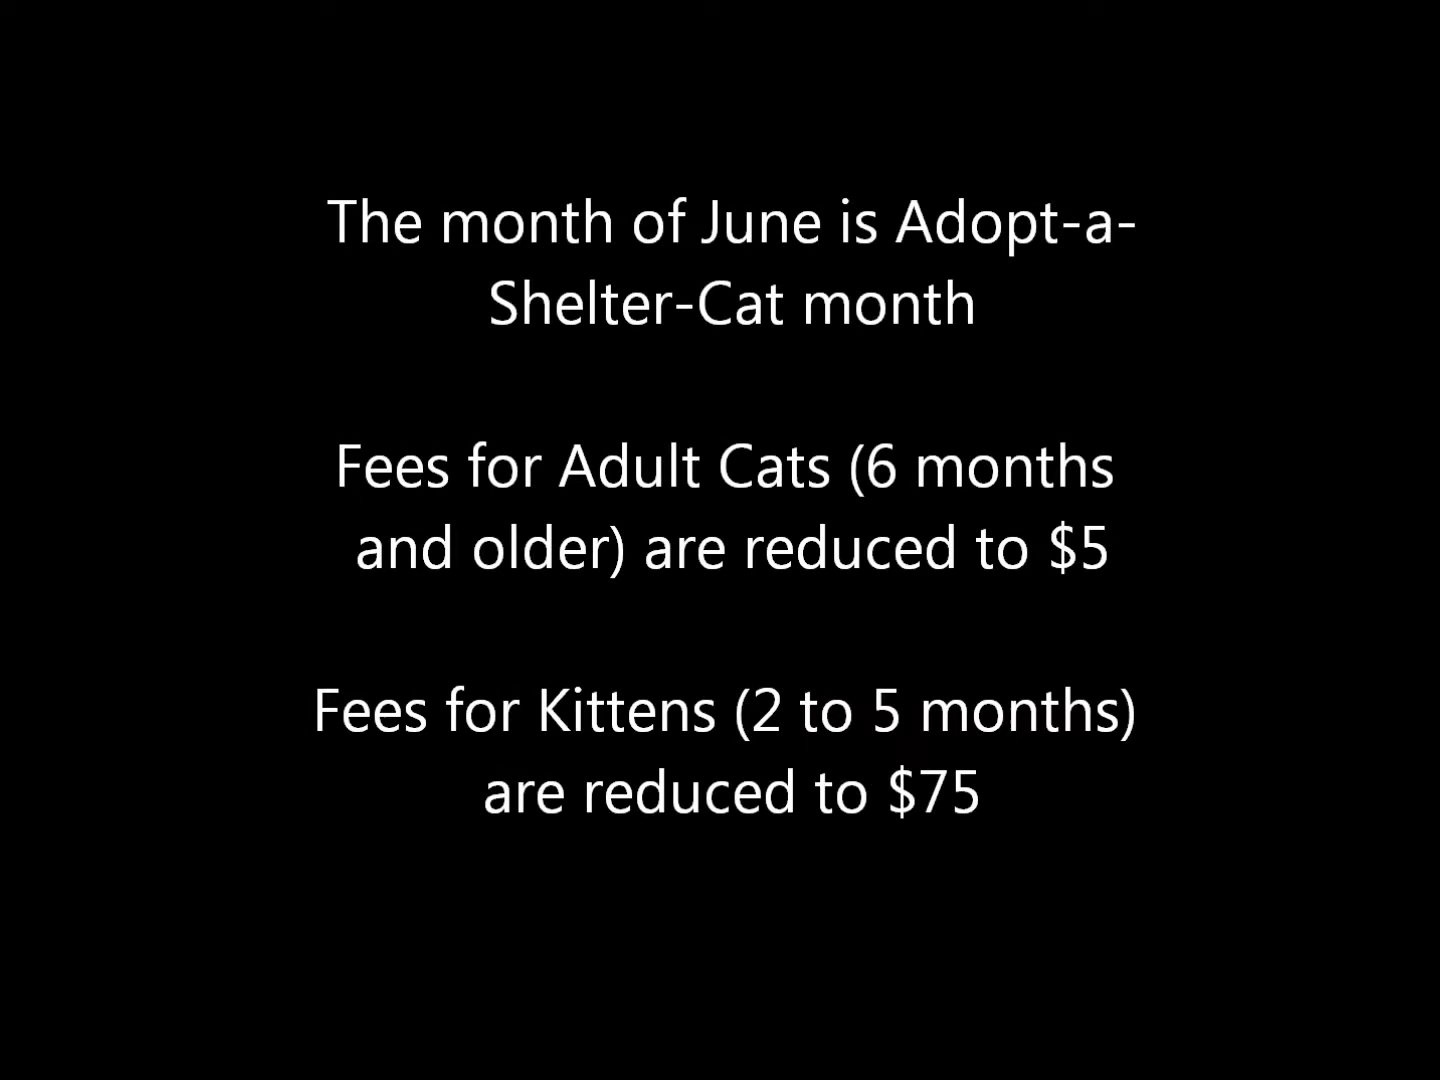 The month of June is Adopt-a-
Shelter-Cat month
Fees for Adult Cats (6 months
and older) are reduced to $5
Fees for Kittens (2 to 5 months)
are reduced to $75